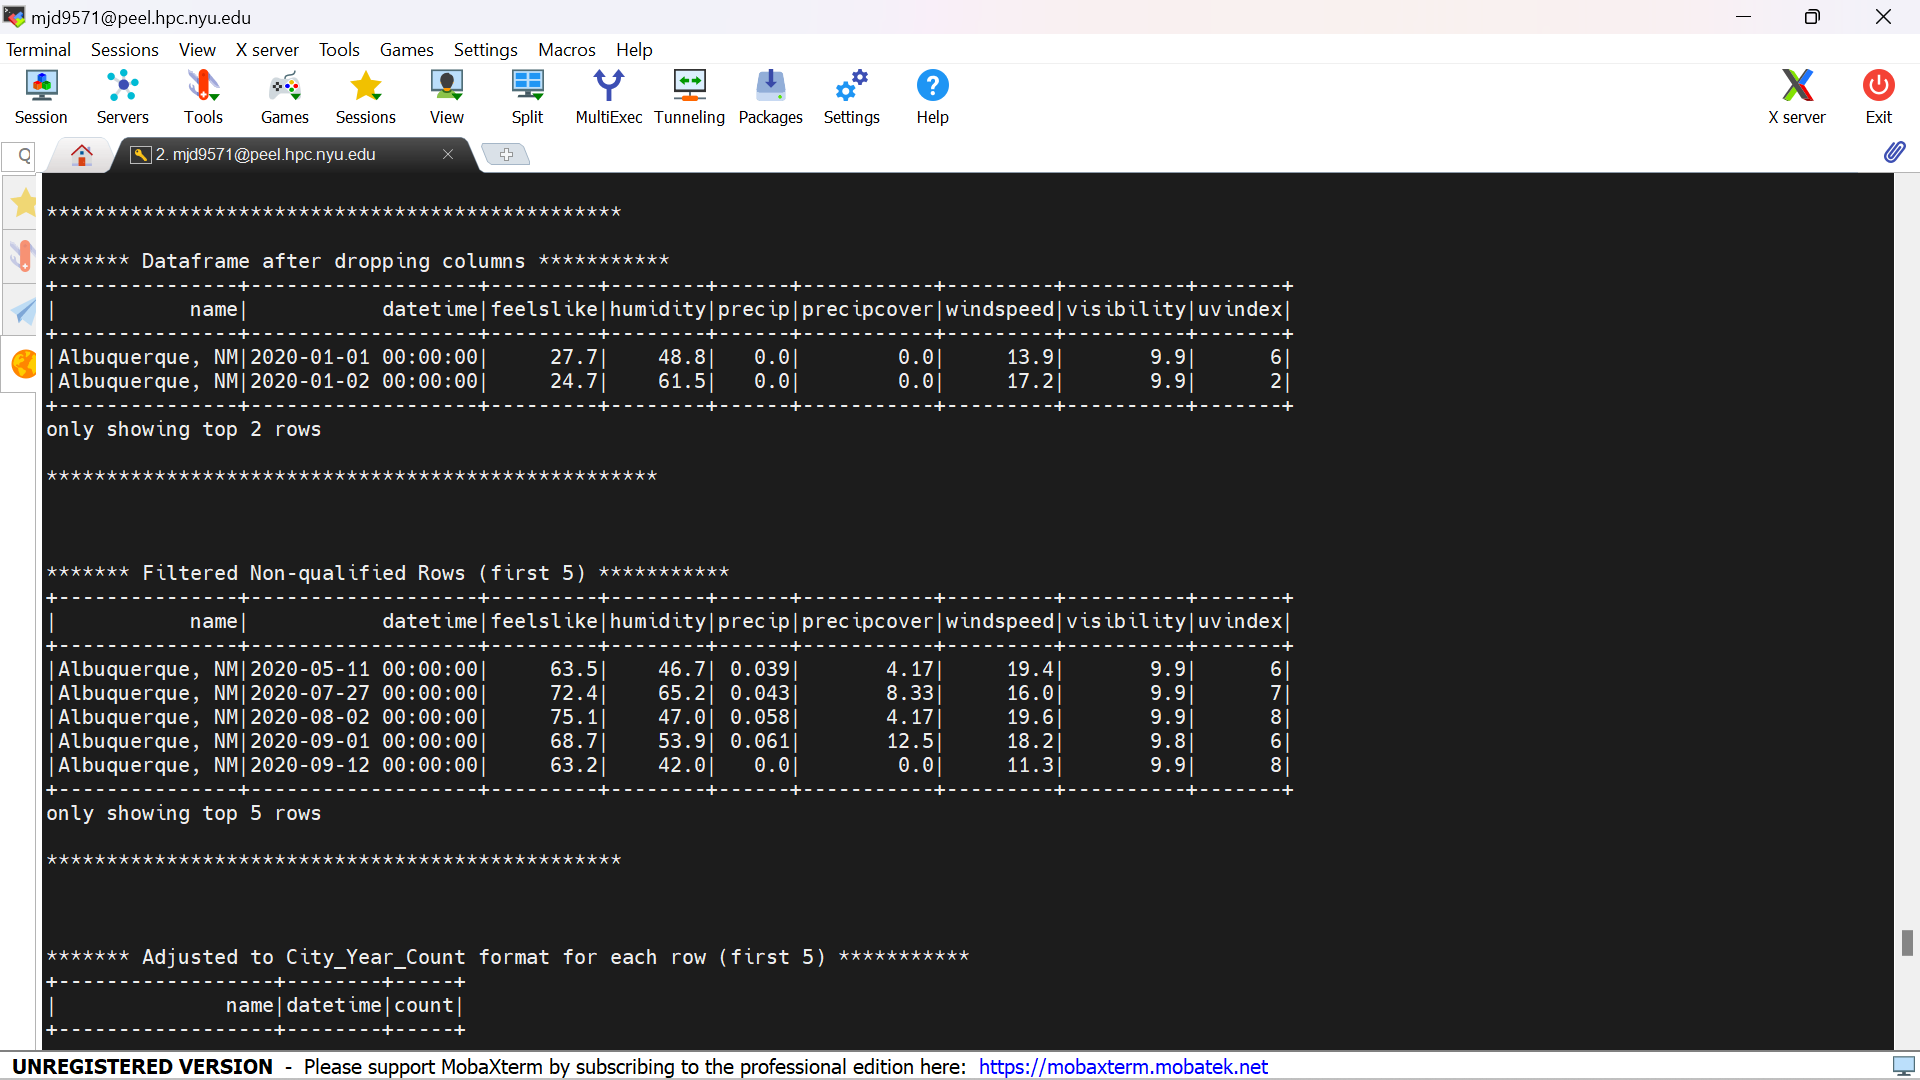 mjd9571@peel.hpc.nyu.edu
Terminal Sessions View X server Tools Games Settings Macros Help
Session Servers Tools Games Sessions View Split MultiExec Tunneling Packages Settings Help X server Exit
2. mjd9571@peel.hpc.nyu.edu
************************************************
******* Dataframe after dropping columns ***********
+---------------+-------------------+---------+--------+------+-----------+---------+----------+-------+
|           name|           datetime|feelslike|humidity|precip|precipcover|windspeed|visibility|uvindex|
+---------------+-------------------+---------+--------+------+-----------+---------+----------+-------+
|Albuquerque, NM|2020-01-01 00:00:00|     27.7|    48.8|   0.0|        0.0|     13.9|       9.9|      6|
|Albuquerque, NM|2020-01-02 00:00:00|     24.7|    61.5|   0.0|        0.0|     17.2|       9.9|      2|
+---------------+-------------------+---------+--------+------+-----------+---------+----------+-------+
only showing top 2 rows
***************************************************
******* Filtered Non-qualified Rows (first 5) ***********
+---------------+-------------------+---------+--------+------+-----------+---------+----------+-------+
|           name|           datetime|feelslike|humidity|precip|precipcover|windspeed|visibility|uvindex|
+---------------+-------------------+---------+--------+------+-----------+---------+----------+-------+
|Albuquerque, NM|2020-05-11 00:00:00|     63.5|    46.7| 0.039|       4.17|     19.4|       9.9|      6|
|Albuquerque, NM|2020-07-27 00:00:00|     72.4|    65.2| 0.043|       8.33|     16.0|       9.9|      7|
|Albuquerque, NM|2020-08-02 00:00:00|     75.1|    47.0| 0.058|       4.17|     19.6|       9.9|      8|
|Albuquerque, NM|2020-09-01 00:00:00|     68.7|    53.9| 0.061|       12.5|     18.2|       9.8|      6|
|Albuquerque, NM|2020-09-12 00:00:00|     63.2|    42.0|   0.0|        0.0|     11.3|       9.9|      8|
+---------------+-------------------+---------+--------+------+-----------+---------+----------+-------+
only showing top 5 rows
************************************************
******* Adjusted to City_Year_Count format for each row (first 5) ***********
+------------------+--------+-----+
|              name|datetime|count|
+------------------+--------+-----+
UNREGISTERED VERSION - Please support MobaXterm by subscribing to the professional edition here: https://mobaxterm.mobatek.net